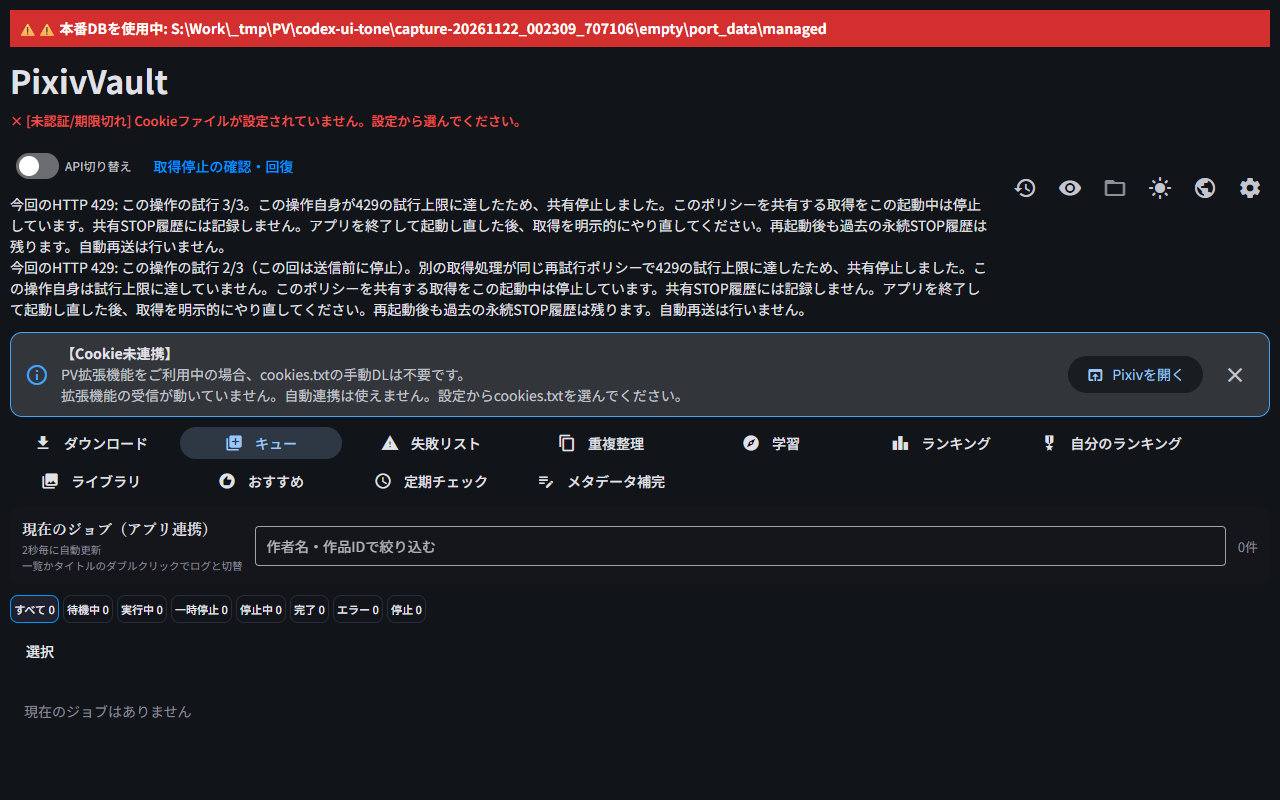 ⚠️ ⚠️ 本番DBを使用中: S:\Work\_tmp\PV\codex-ui-tone\capture-20261122_002309_707106\empty\port_data\managed
PixivVault
× [未認証/期限切れ] Cookieファイルが設定されていません。設定から選んでください。
API切り替え 取得停止の確認・回復
今回のHTTP 429: この操作の試行 3/3。この操作自身が429の試行上限に達したため、共有停止しました。このポリシーを共有する取得をこの起動中は停止
しています。共有STOP履歴には記録しません。アプリを終了して起動し直した後、取得を明示的にやり直してください。再起動後も過去の永続STOP履歴は
残ります。自動再送は行いません。
今回のHTTP 429: この操作の試行 2/3（この回は送信前に停止）。別の取得処理が同じ再試行ポリシーで429の試行上限に達したため、共有停止しました。こ
の操作自身は試行上限に達していません。このポリシーを共有する取得をこの起動中は停止しています。共有STOP履歴には記録しません。アプリを終了し
て起動し直した後、取得を明示的にやり直してください。再起動後も過去の永続STOP履歴は残ります。自動再送は行いません。
【Cookie未連携】
PV拡張機能をご利用中の場合、cookies.txtの手動DLは不要です。
拡張機能の受信が動いていません。自動連携は使えません。設定からcookies.txtを選んでください。
Pixivを開く
ダウンロード キュー 失敗リスト 重複整理 学習 ランキング 自分のランキング
ライブラリ おすすめ 定期チェック メタデータ補完
現在のジョブ（アプリ連携）
2秒毎に自動更新
一覧かタイトルのダブルクリックでログと切替
作者名・作品IDで絞り込む
0件
すべて 0 待機中 0 実行中 0 一時停止 0 停止中 0 完了 0 エラー 0 停止 0
選択
現在のジョブはありません